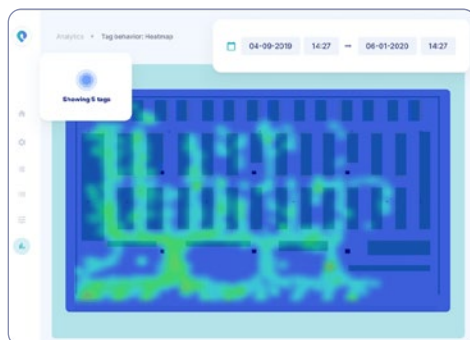 Analytics • Tag behavior: Heatmap
04-09-2019 14:27 — 06-01-2020 14:27
Showing 5 tags